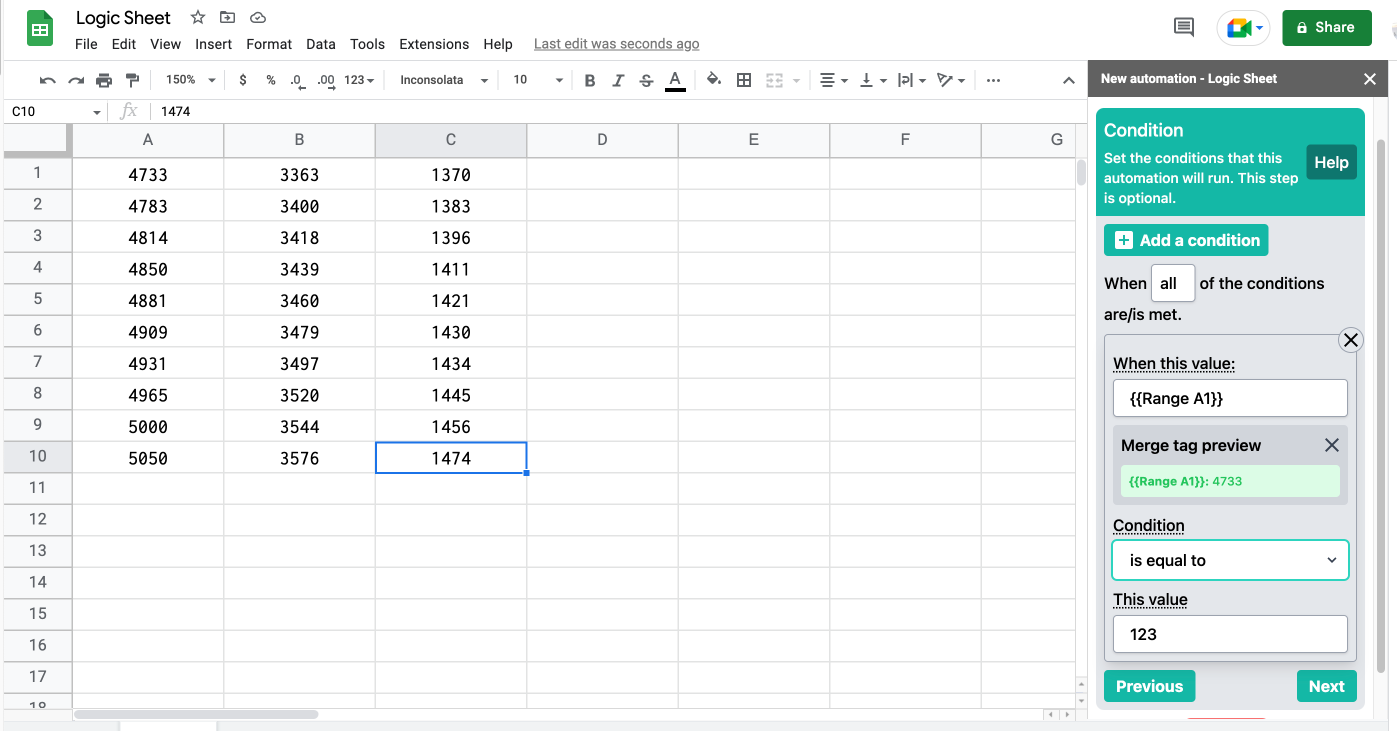 Logic Sheet
File Edit View Insert Format Data Tools Extensions Help Last edit was seconds ago
Share
150% $ % .0 .00 123 Inconsolata 10 B I S A
New automation - Logic Sheet
C10 fx 1474
A B C D E F G
1 4733 3363 1370
2 4783 3400 1383
3 4814 3418 1396
4 4850 3439 1411
5 4881 3460 1421
6 4909 3479 1430
7 4931 3497 1434
8 4965 3520 1445
9 5000 3544 1456
10 5050 3576 1474
11
12
13
14
15
16
17
18
Condition
Set the conditions that this
automation will run. This step
is optional.
Help
Add a condition
When all of the conditions
are/is met.
When this value:
{{Range A1}}
Merge tag preview
{{Range A1}}: 4733
Condition
is equal to
This value
123
Previous Next